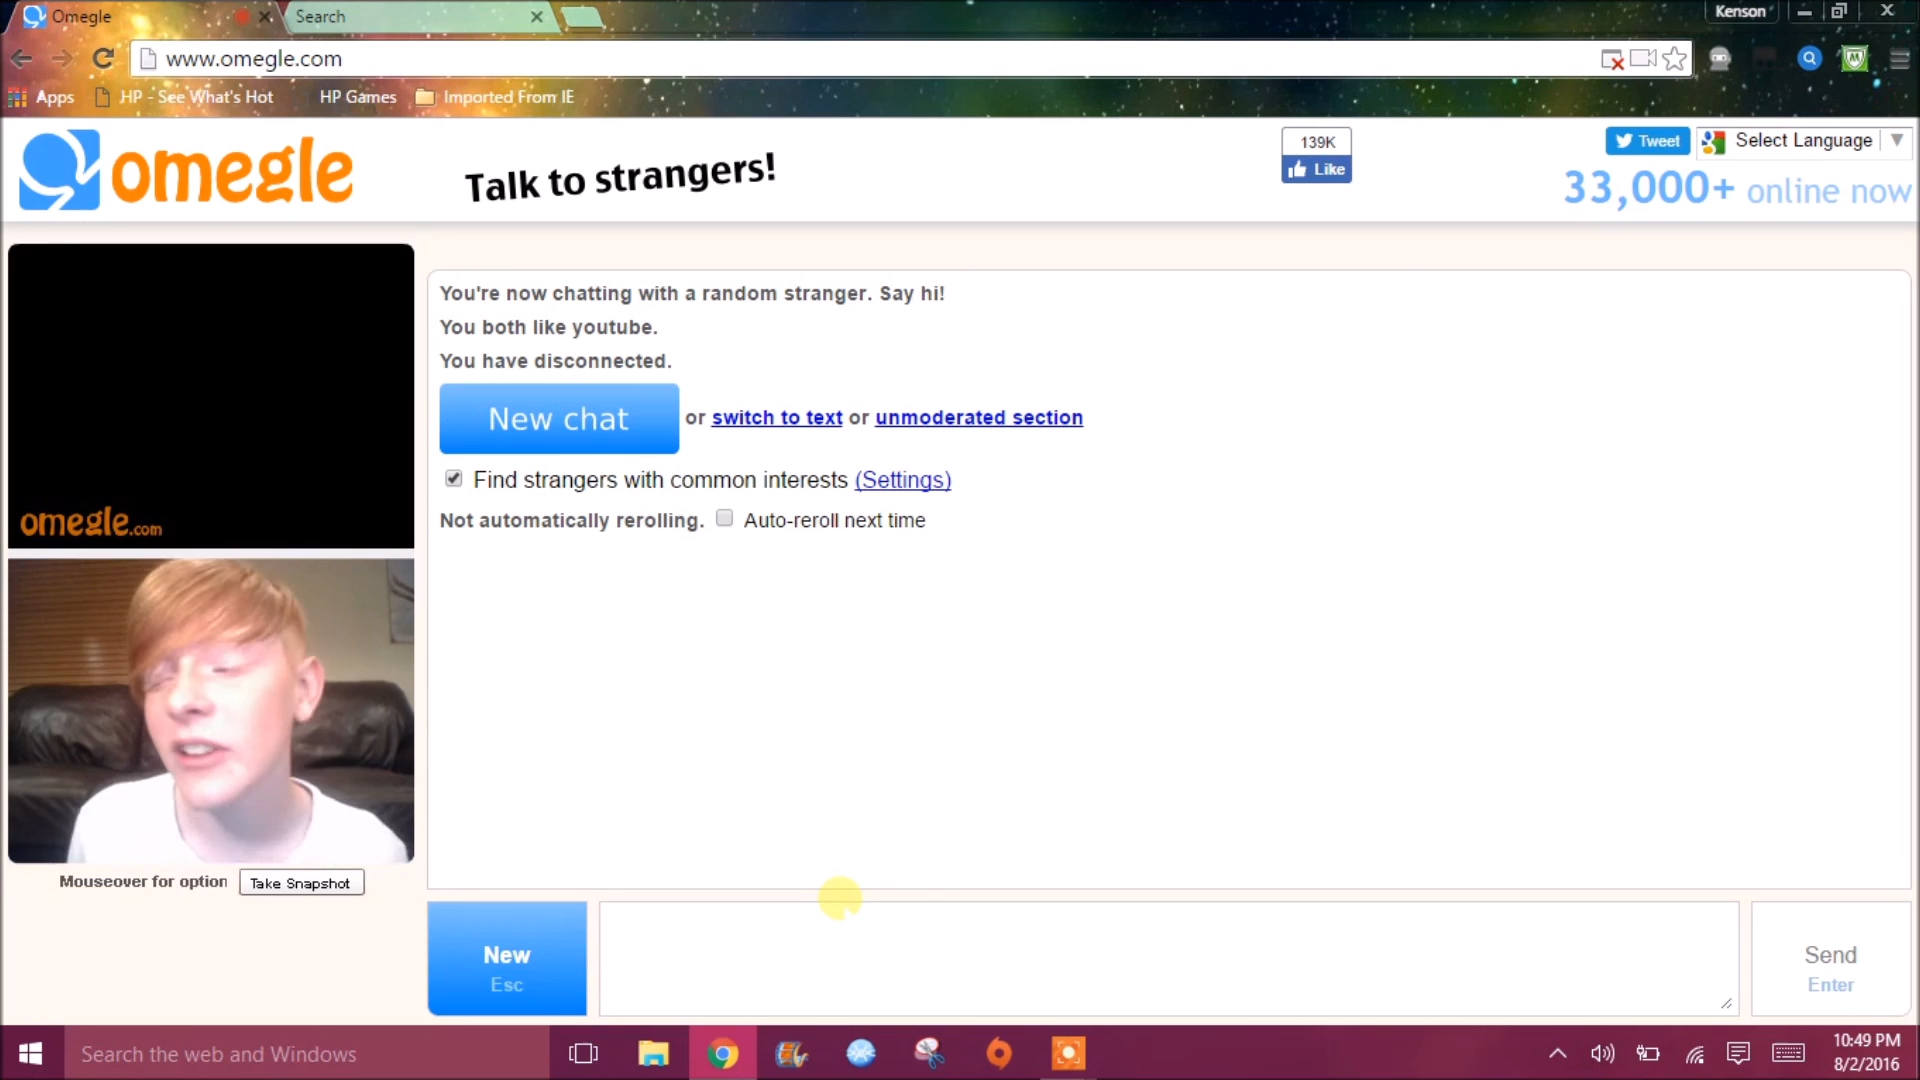 Omegle
Search
Kenson
www.omegle.com
Apps
HP - See What's Hot
HP Games
Imported From IE
omegle
Talk to strangers!
139K
Like
Tweet
Select Language
33,000+ online now
You're now chatting with a random stranger. Say hi!
You both like youtube.
You have disconnected.
New chat or switch to text or unmoderated section
Find strangers with common interests (Settings)
Not automatically rerolling. Auto-reroll next time
omegle.com
Mouseover for option
Take Snapshot
New
Esc
Send
Enter
Search the web and Windows
10:49 PM
8/2/2016